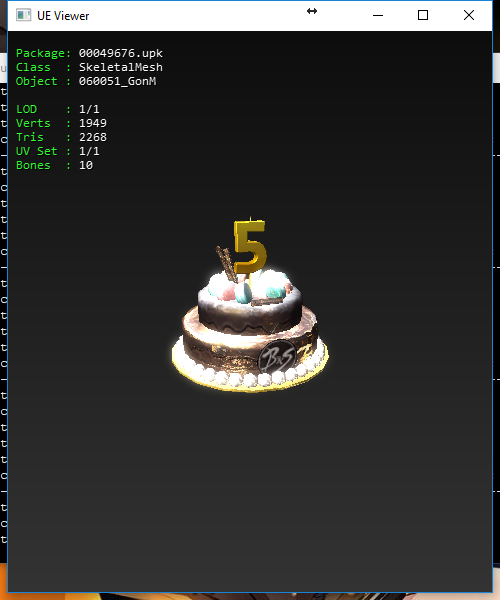 UE Viewer
Package: 00049676.upk
Class : SkeletalMesh
Object : 060051_GonM
LOD : 1/1
Verts : 1949
Tris : 2268
UV Set : 1/1
Bones : 10
5
B&S